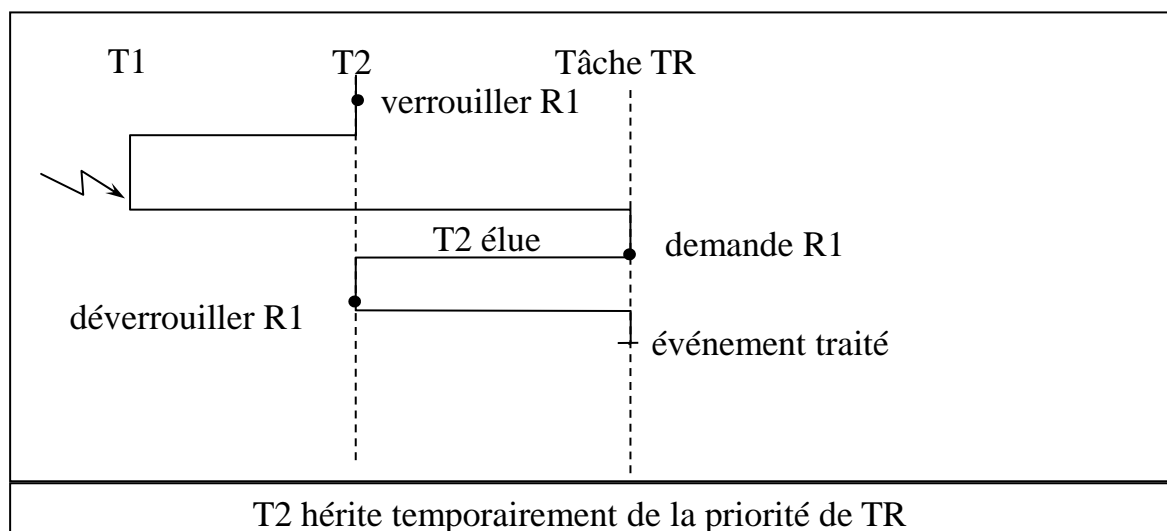 T1 T2 Tâche TR
verrouiller R1
T2 élue
demande R1
déverrouiller R1
événement traité
T2 hérite temporairement de la priorité de TR